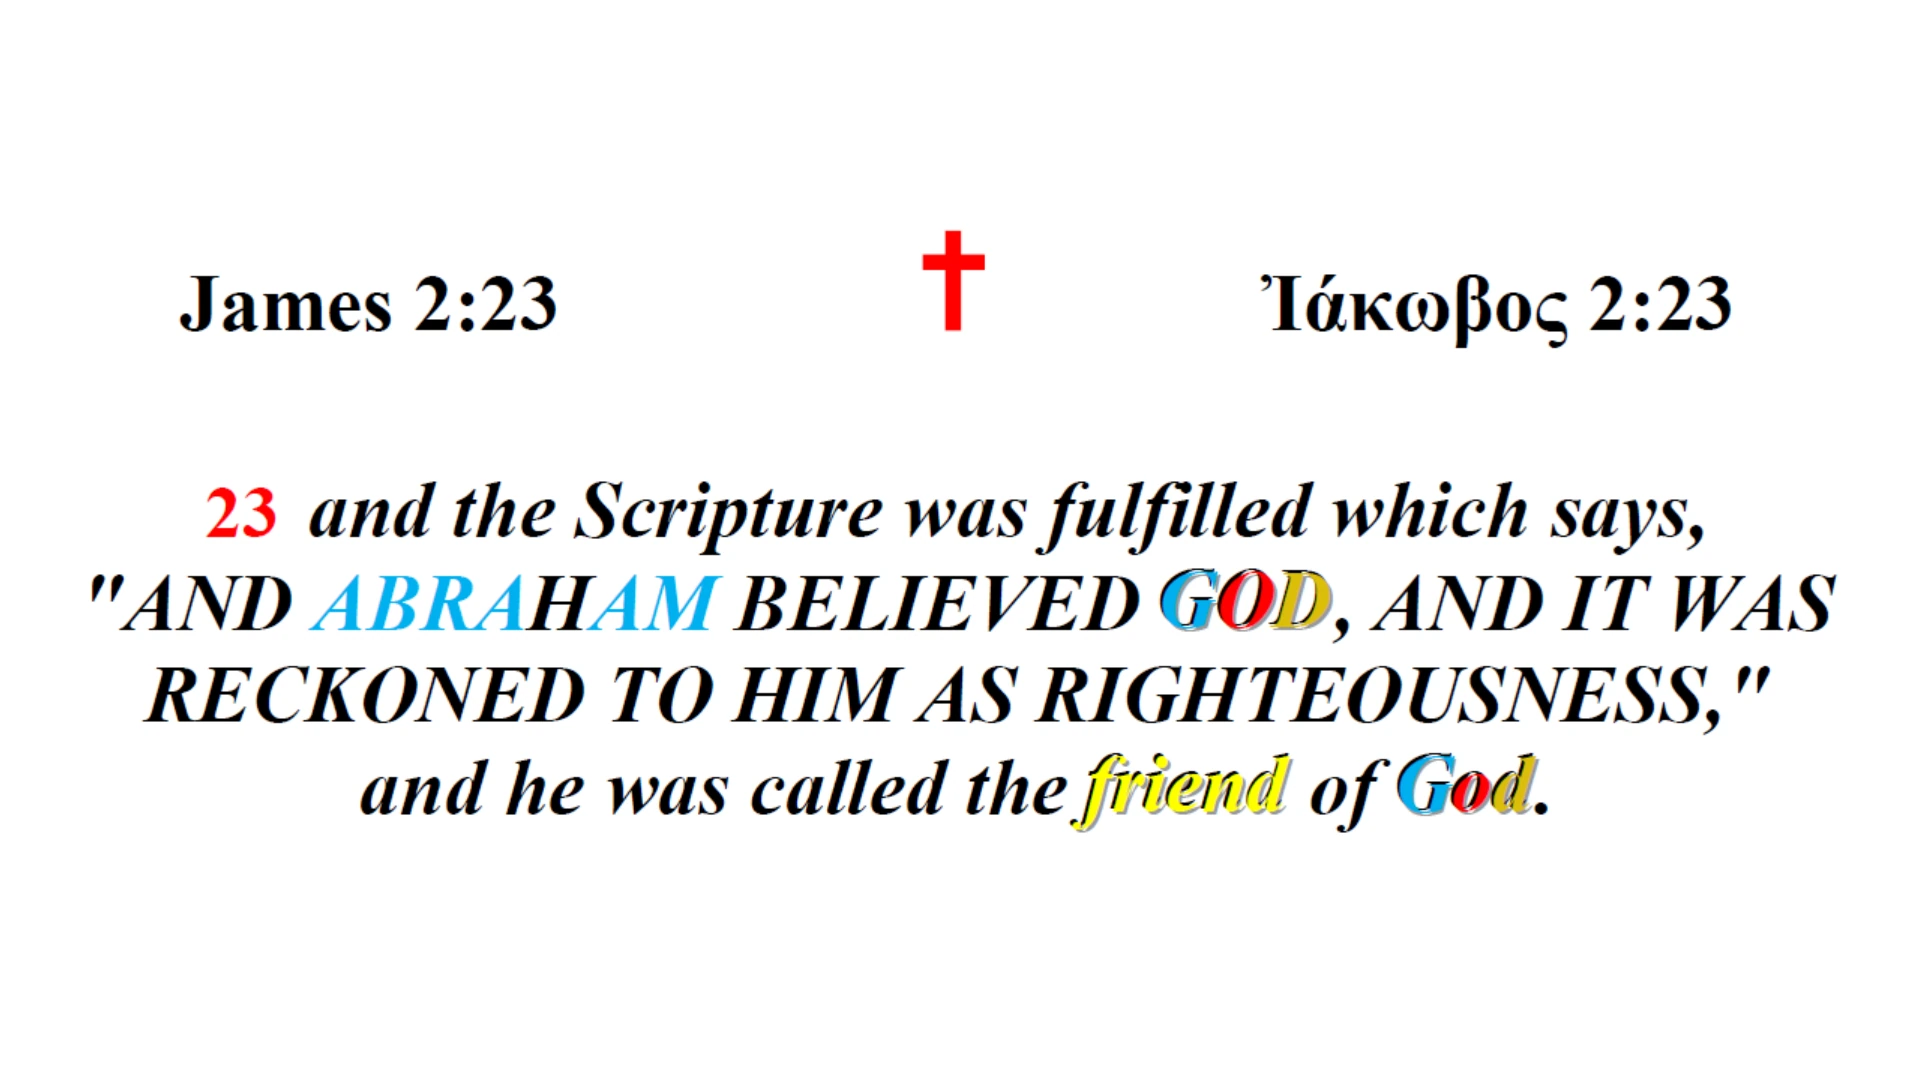 James 2:23 ✝ Ἰάκωβος 2:23
23 and the Scripture was fulfilled which says,
"AND ABRAHAM BELIEVED GOD, AND IT WAS
RECKONED TO HIM AS RIGHTEOUSNESS,"
and he was called the friend of God.